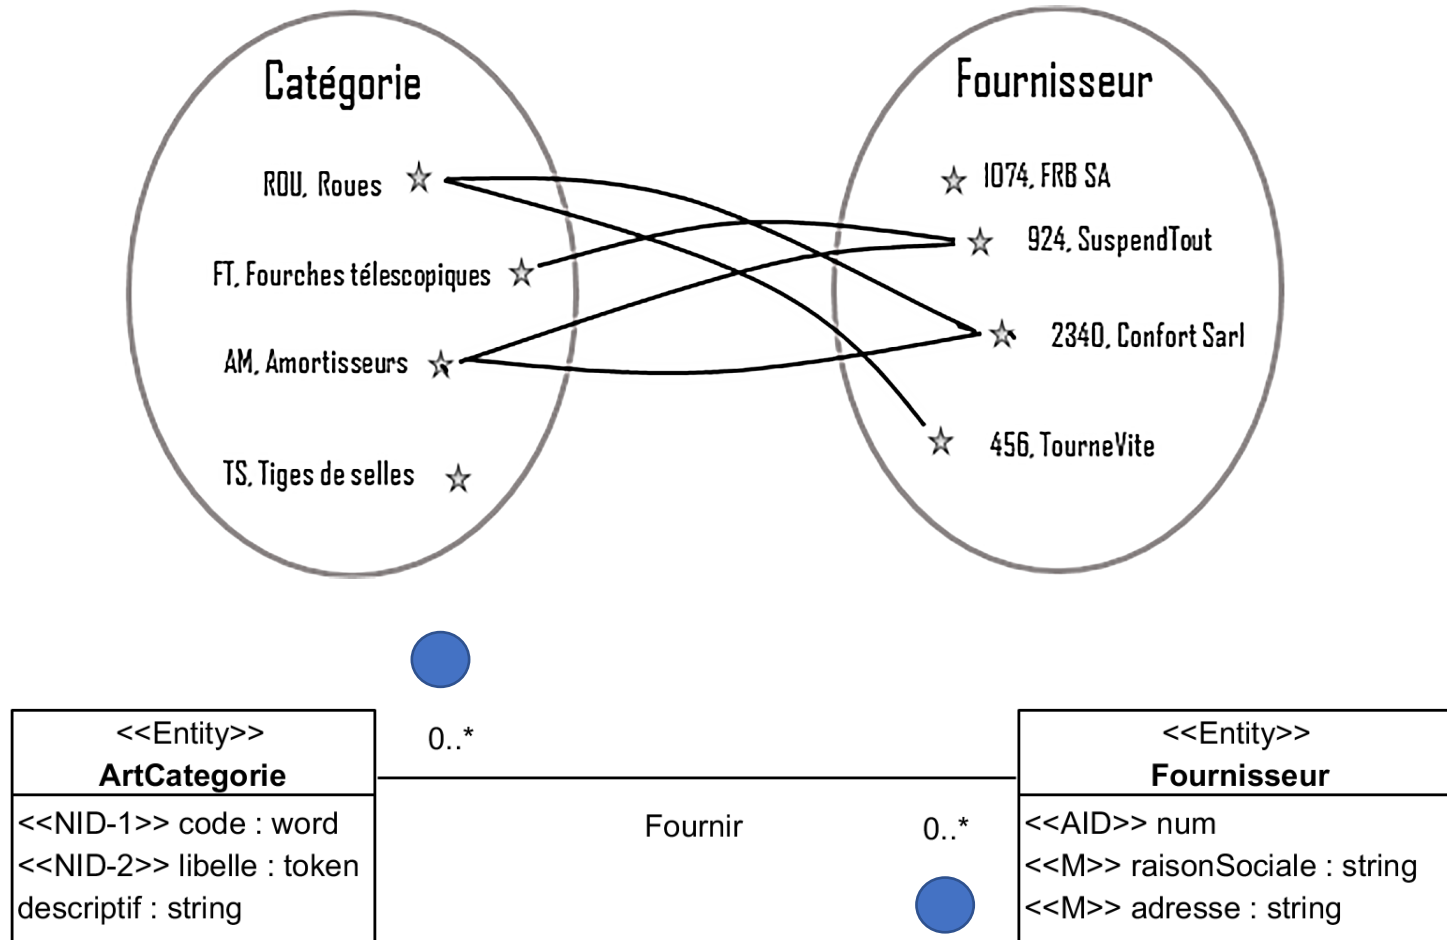 Catégorie
ROU, Roues
FT, Fourches télescopiques
AM, Amortisseurs
TS, Tiges de selles
Fournisseur
1074, FRB SA
924, SuspendTout
2340, Confort Sarl
456, TourneVite
<<Entity>>
ArtCategorie
<<NID-1>> code : word
<<NID-2>> libelle : token
descriptif : string
0..*
Fournir
0..*
<<Entity>>
Fournisseur
<<AID>> num
<<M>> raisonSociale : string
<<M>> adresse : string